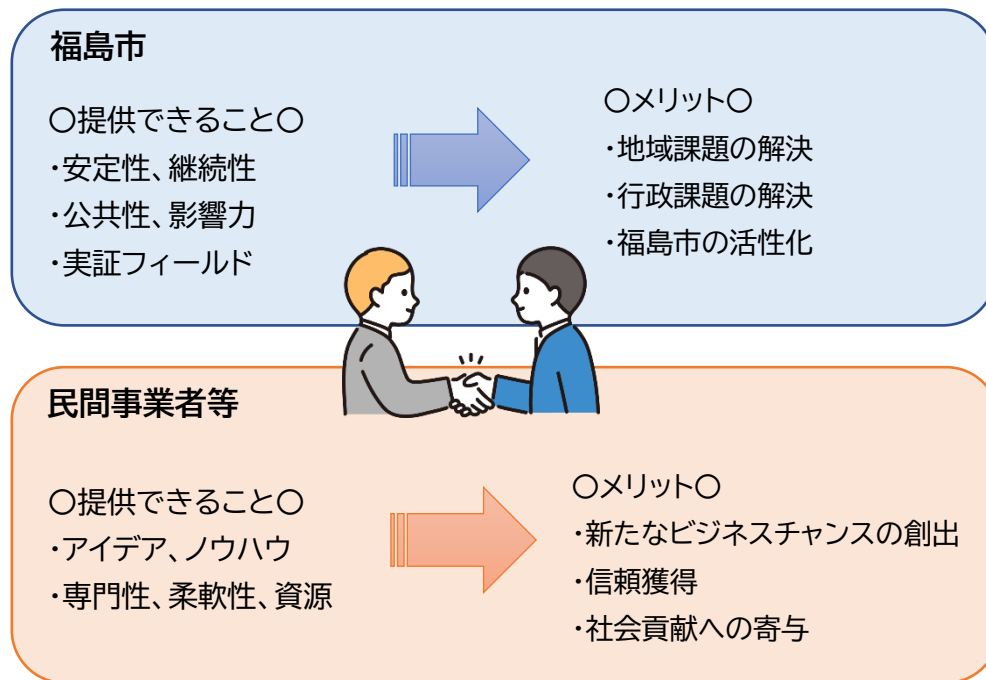 福島市
〇提供できること〇
・安定性、継続性
・公共性、影響力
・実証フィールド
〇メリット〇
・地域課題の解決
・行政課題の解決
・福島市の活性化
民間事業者等
〇提供できること〇
・アイデア、ノウハウ
・専門性、柔軟性、資源
〇メリット〇
・新たなビジネスチャンスの創出
・信頼獲得
・社会貢献への寄与